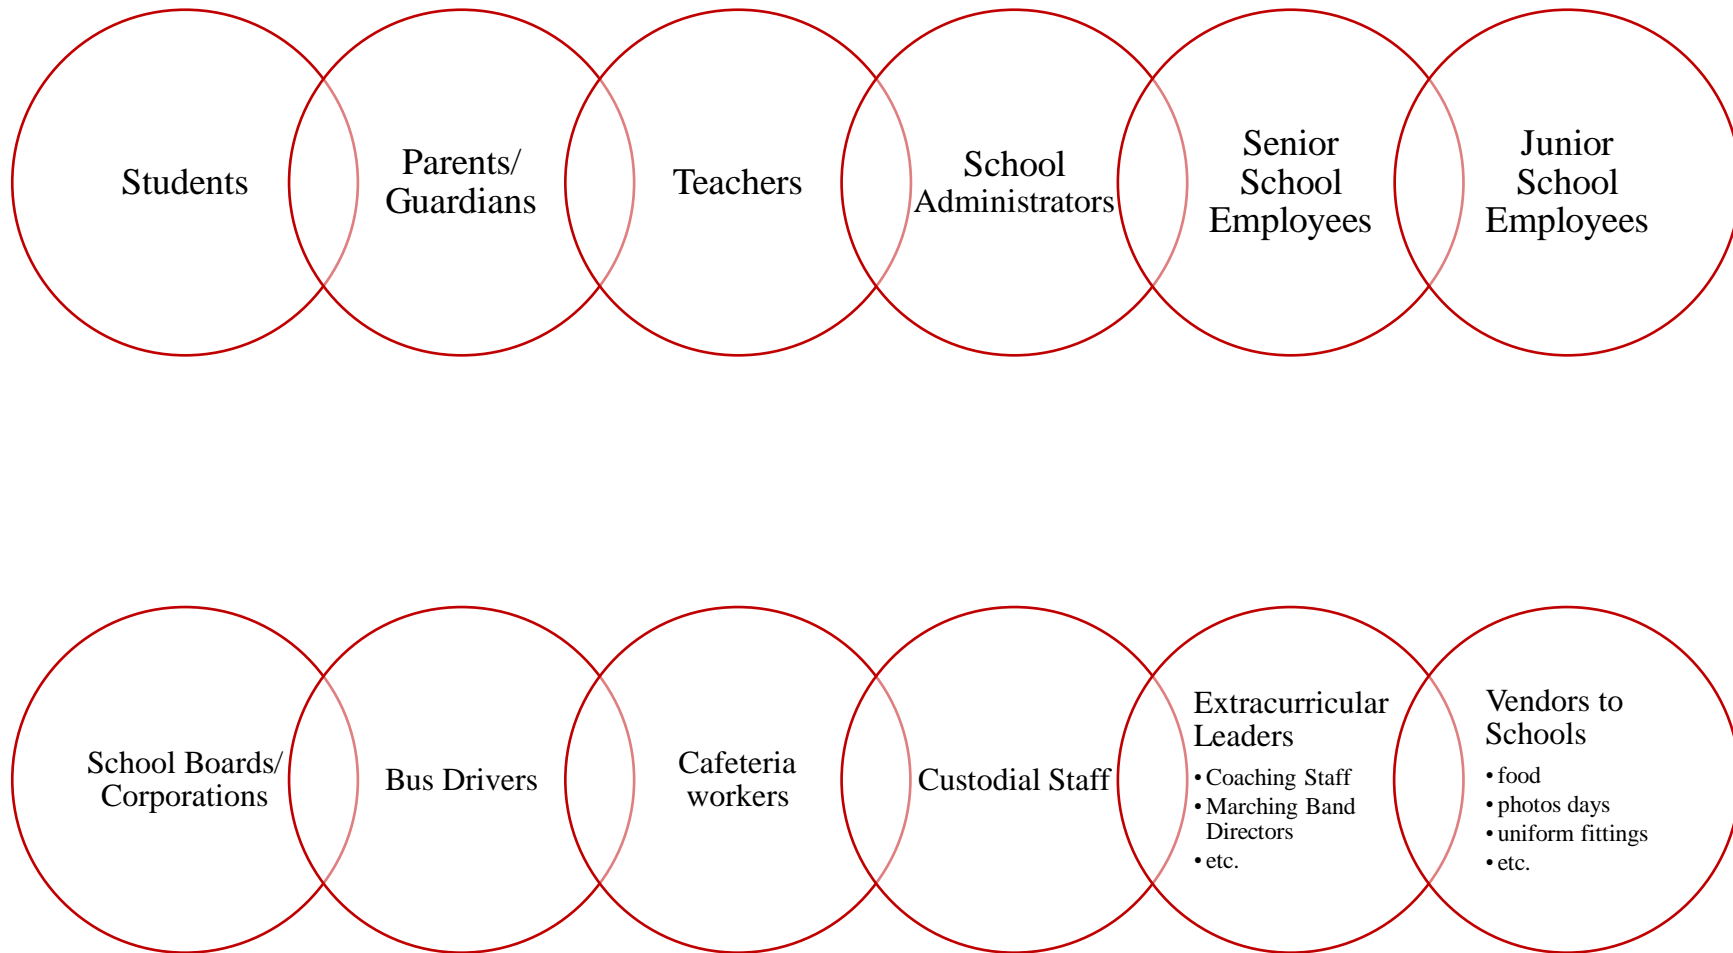 Students
Parents/
Guardians
Teachers
School
Administrators
Senior
School
Employees
Junior
School
Employees
School Boards/
Corporations
Bus Drivers
Cafeteria
workers
Custodial Staff
Extracurricular
Leaders
• Coaching Staff
• Marching Band
Directors
• etc.
Vendors to
Schools
• food
• photos days
• uniform fittings
• etc.